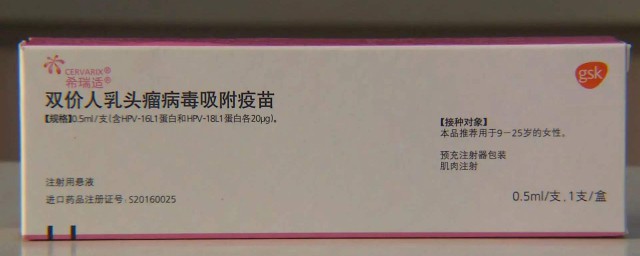 CERVARIX®
希瑞适®
gsk
双价人乳头瘤病毒吸附疫苗
【规格】0.5ml/支(含HPV-16L1蛋白和HPV-18L1蛋白各20μg)。
【接种对象】
本品推荐用于9－25岁的女性。
预充注射器包装
肌肉注射
注射用悬液
进口药品注册证号: S20160025
0.5ml/支,1支/盒